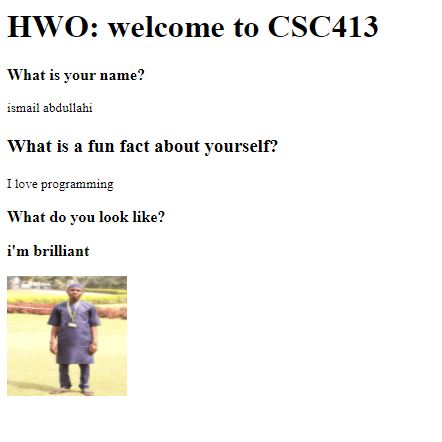 HWO: welcome to CSC413
What is your name?
ismail abdullahi
What is a fun fact about yourself?
I love programming
What do you look like?
i'm brilliant